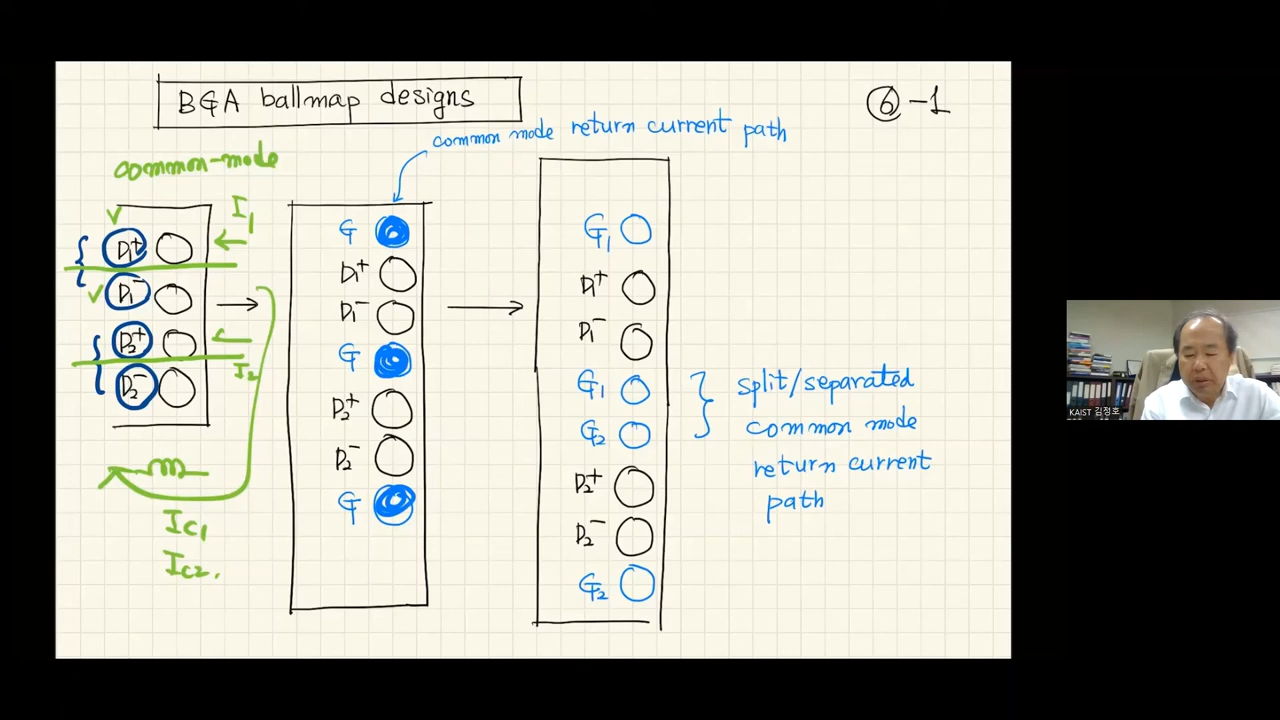 BGA ballmap designs
⑥-1
common mode return current path
common-mode
I1
D1+
D1-
D2+
D2-
I2
Ic1
Ic2.
G
D1+
D1-
G
D2+
D2-
G
G1
D1+
D1-
G1
G2
D2+
D2-
G2
split/separated
common mode
return current
path
KAIST 김정호